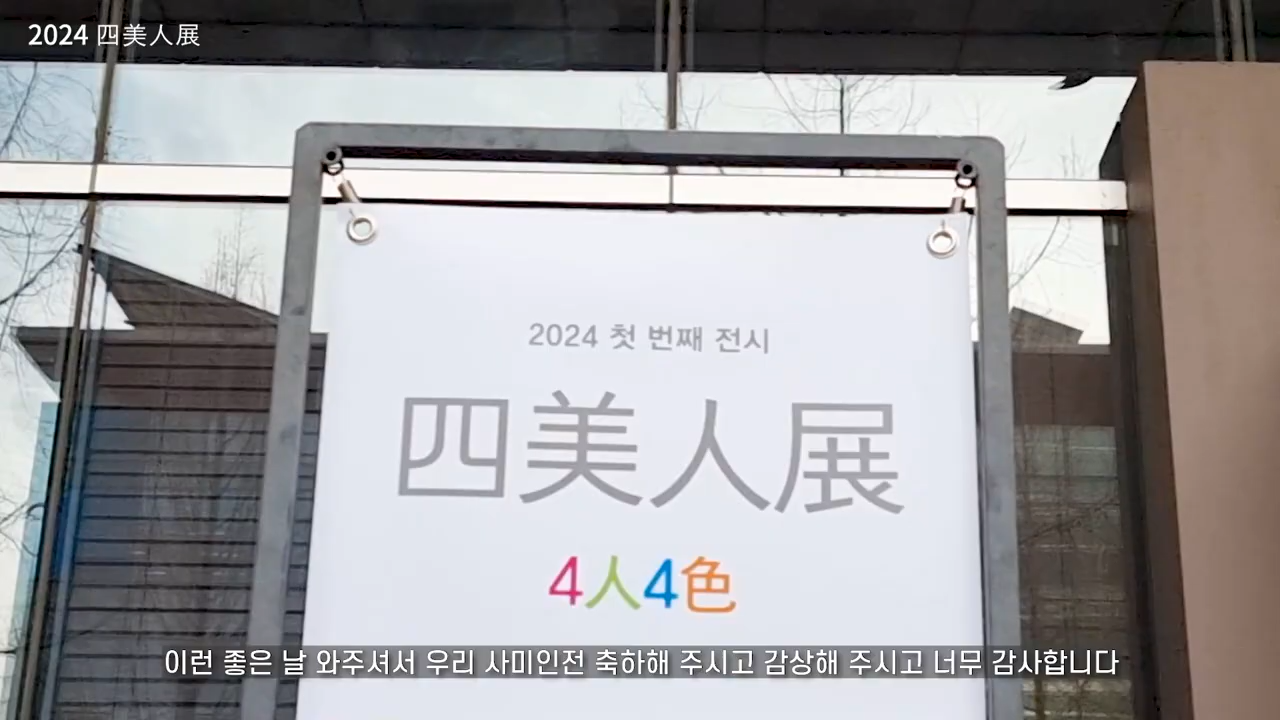 2024 四美人展
2024 첫 번째 전시
四美人展
4人4色
이런 좋은 날 와주셔서 우리 사미인전 축하해 주시고 감상해 주시고 너무 감사합니다